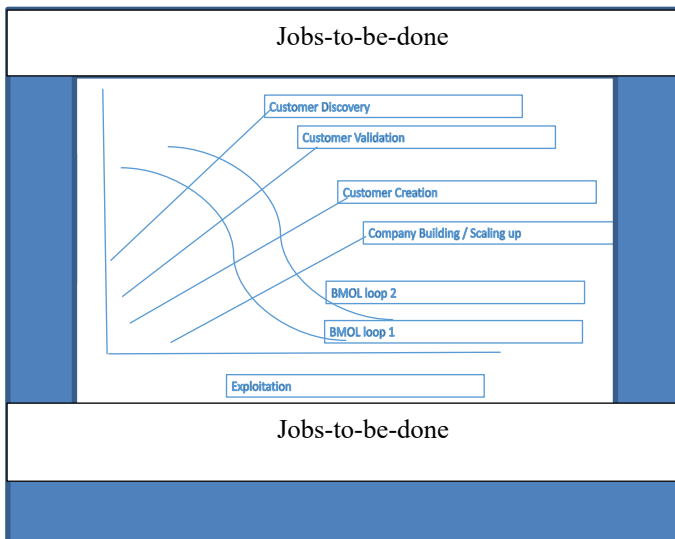 Jobs-to-be-done
Customer Discovery
Customer Validation
Customer Creation
Company Building / Scaling up
BMOL loop 2
BMOL loop 1
Exploitation
Jobs-to-be-done